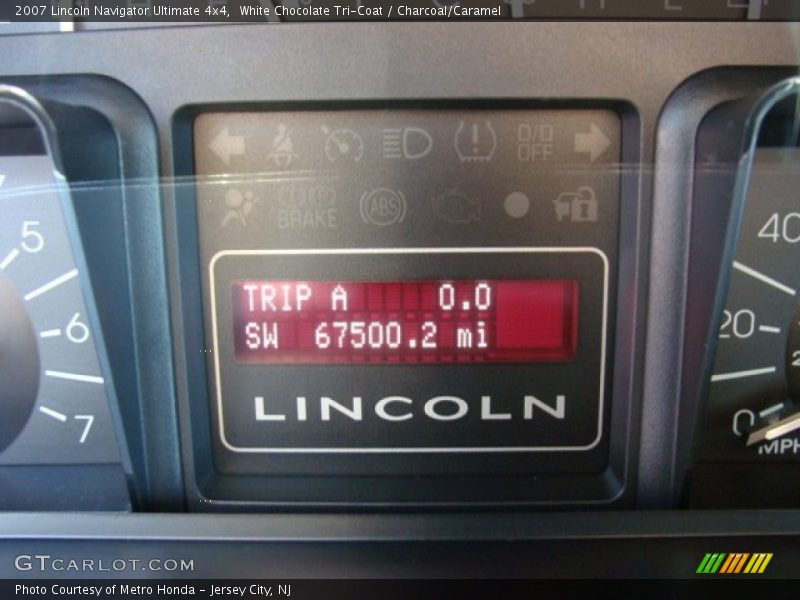 2007 Lincoln Navigator Ultimate 4x4,  White Chocolate Tri-Coat / Charcoal/Caramel
O/D
OFF
BRAKE
ABS
5
6
7
TRIP A 0.0
SW 67500.2 mi
LINCOLN
40
20
0
MPH
GTCARLOT.COM
Photo Courtesy of Metro Honda – Jersey City, NJ